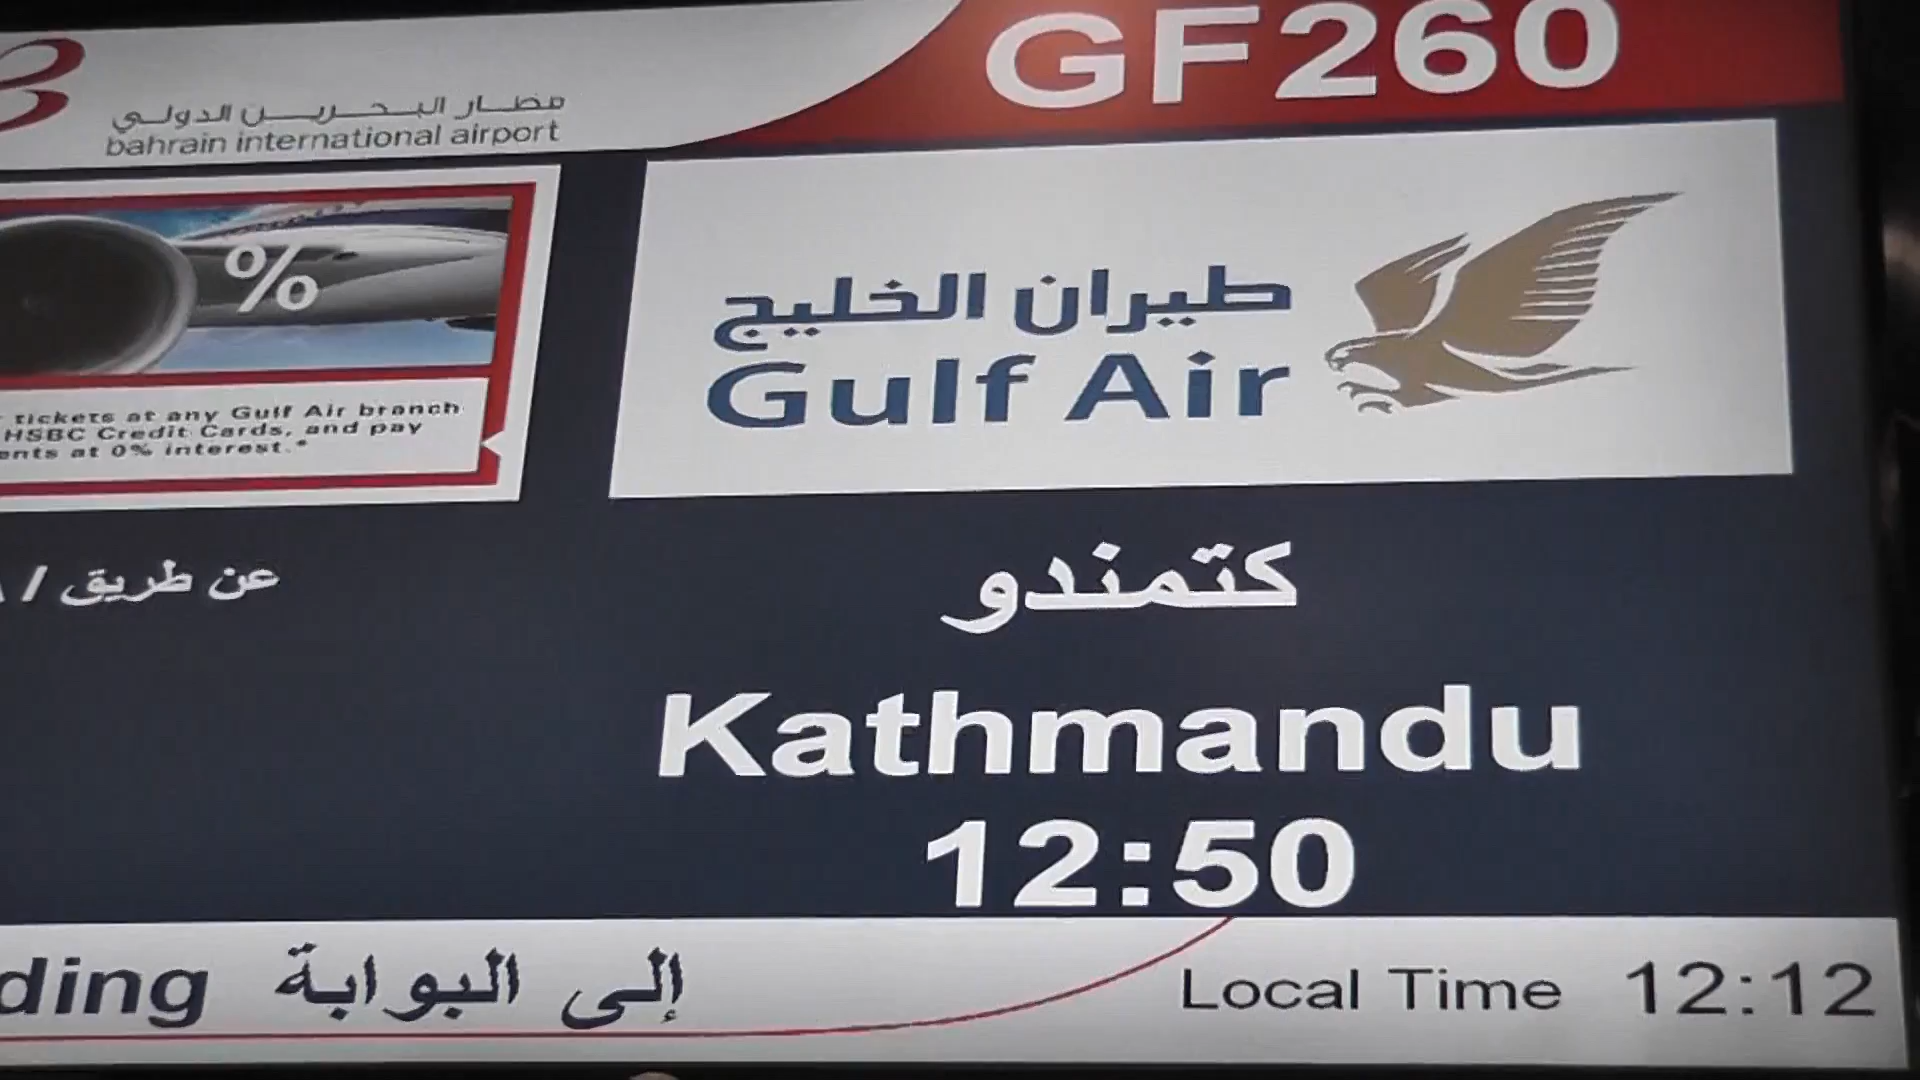 GF260
مطار البحرين الدولي
bahrain international airport
%
طيران الخليج
Gulf Air
tickets at any Gulf Air branch
HSBC Credit Cards, and pay
at 0% interest.*
عن طريق /
كتمندو
Kathmandu
12:50
ding إلى البوابة
Local Time 12:12